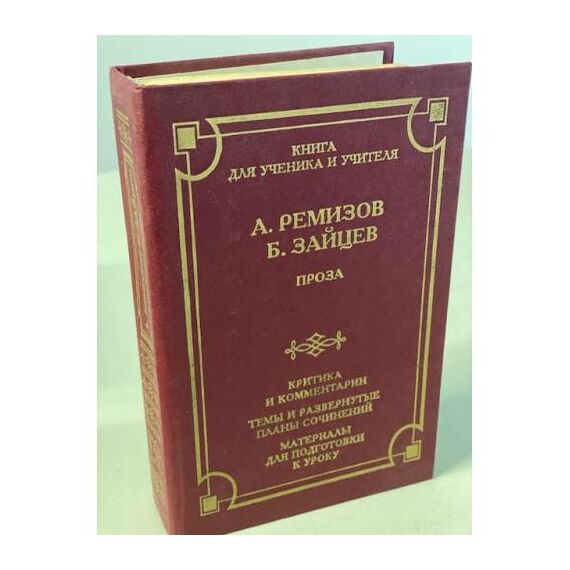 КНИГА
ДЛЯ УЧЕНИКА И УЧИТЕЛЯ
А. РЕМИЗОВ
Б. ЗАЙЦЕВ
ПРОЗА
КРИТИКА
И КОММЕНТАРИИ
ТЕМЫ И РАЗВЕРНУТЫЕ
ПЛАНЫ СОЧИНЕНИЙ
МАТЕРИАЛЫ
ДЛЯ ПОДГОТОВКИ
К УРОКУ